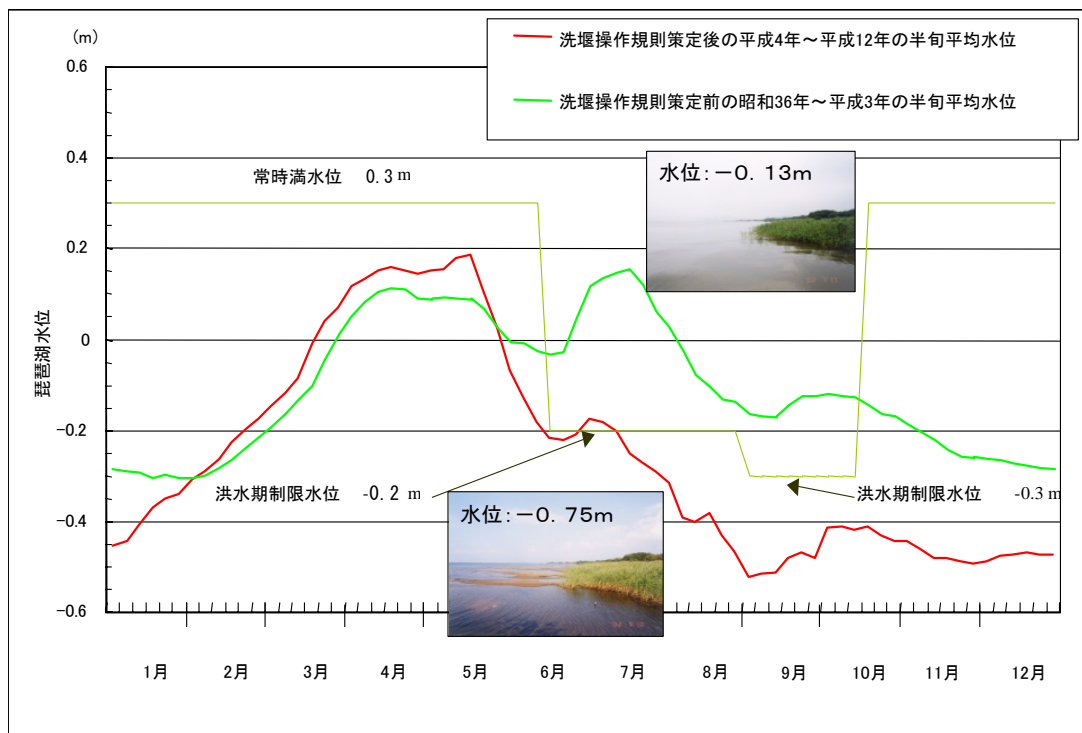 (m)
洗堰操作規則策定後の平成4年～平成12年の半旬平均水位
洗堰操作規則策定前の昭和36年～平成3年の半旬平均水位
0.6
0.4
0.2
0
-0.2
-0.4
-0.6
琵琶湖水位
常時満水位 0.3 m
水位：－0．13m
洪水期制限水位 -0.2 m
洪水期制限水位 -0.3 m
水位：－0．75m
1月 2月 3月 4月 5月 6月 7月 8月 9月 10月 11月 12月